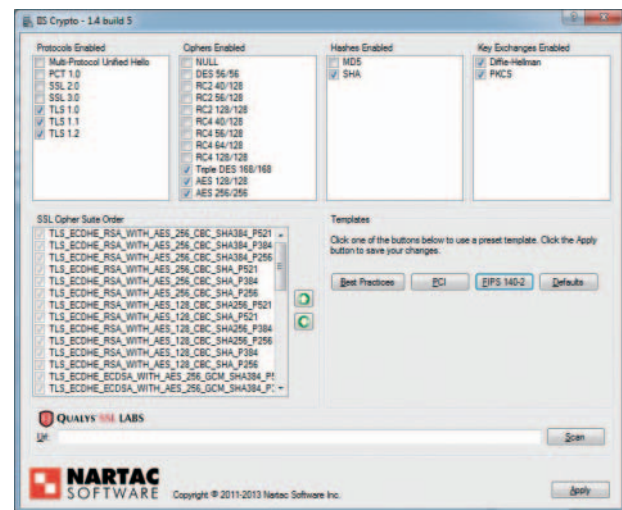 IIS Crypto - 1.4 build 5
Protocols Enabled
Multi-Protocol Unified Hello
PCT 1.0
SSL 2.0
SSL 3.0
TLS 1.0
TLS 1.1
TLS 1.2
Ciphers Enabled
NULL
DES 56/56
RC2 40/128
RC2 56/128
RC2 128/128
RC4 40/128
RC4 56/128
RC4 64/128
RC4 128/128
Triple DES 168/168
AES 128/128
AES 256/256
Hashes Enabled
MD5
SHA
Key Exchanges Enabled
Diffie-Hellman
PKCS
SSL Cipher Suite Order
TLS_ECDHE_RSA_WITH_AES_256_CBC_SHA384_P521
TLS_ECDHE_RSA_WITH_AES_256_CBC_SHA384_P384
TLS_ECDHE_RSA_WITH_AES_256_CBC_SHA384_P256
TLS_ECDHE_RSA_WITH_AES_256_CBC_SHA_P521
TLS_ECDHE_RSA_WITH_AES_256_CBC_SHA_P384
TLS_ECDHE_RSA_WITH_AES_256_CBC_SHA_P256
TLS_ECDHE_RSA_WITH_AES_128_CBC_SHA256_P521
TLS_ECDHE_RSA_WITH_AES_128_CBC_SHA_P521
TLS_ECDHE_RSA_WITH_AES_128_CBC_SHA256_P384
TLS_ECDHE_RSA_WITH_AES_128_CBC_SHA256_P256
TLS_ECDHE_RSA_WITH_AES_128_CBC_SHA_P384
TLS_ECDHE_RSA_WITH_AES_128_CBC_SHA_P256
TLS_ECDHE_ECDSA_WITH_AES_256_GCM_SHA384_P5
TLS_ECDHE_ECDSA_WITH_AES_256_GCM_SHA384_P:
Templates
Click one of the buttons below to use a preset template. Click the Apply
button to save your changes.
Best Practices
PCI
FIPS 140-2
Defaults
QUALYS SSL LABS
Url:
Scan
NARTAC
SOFTWARE
Copyright © 2011-2013 Nartac Software Inc.
Apply